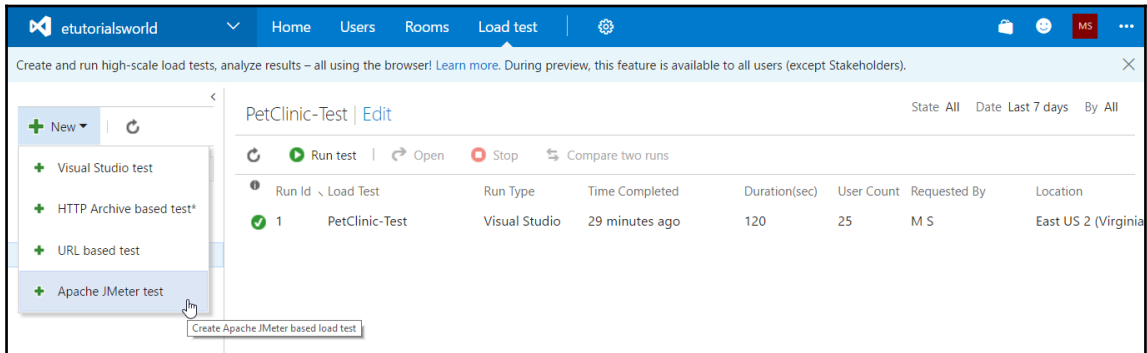 etutorialsworld Home Users Rooms Load test MS
Create and run high-scale load tests, analyze results – all using the browser! Learn more. During preview, this feature is available to all users (except Stakeholders).
New
Visual Studio test
HTTP Archive based test*
URL based test
Apache JMeter test
Create Apache JMeter based load test
PetClinic-Test | Edit
State All Date Last 7 days By All
Run test Open Stop Compare two runs
Run Id Load Test Run Type Time Completed Duration(sec) User Count Requested By Location
1 PetClinic-Test Visual Studio 29 minutes ago 120 25 M S East US 2 (Virginia